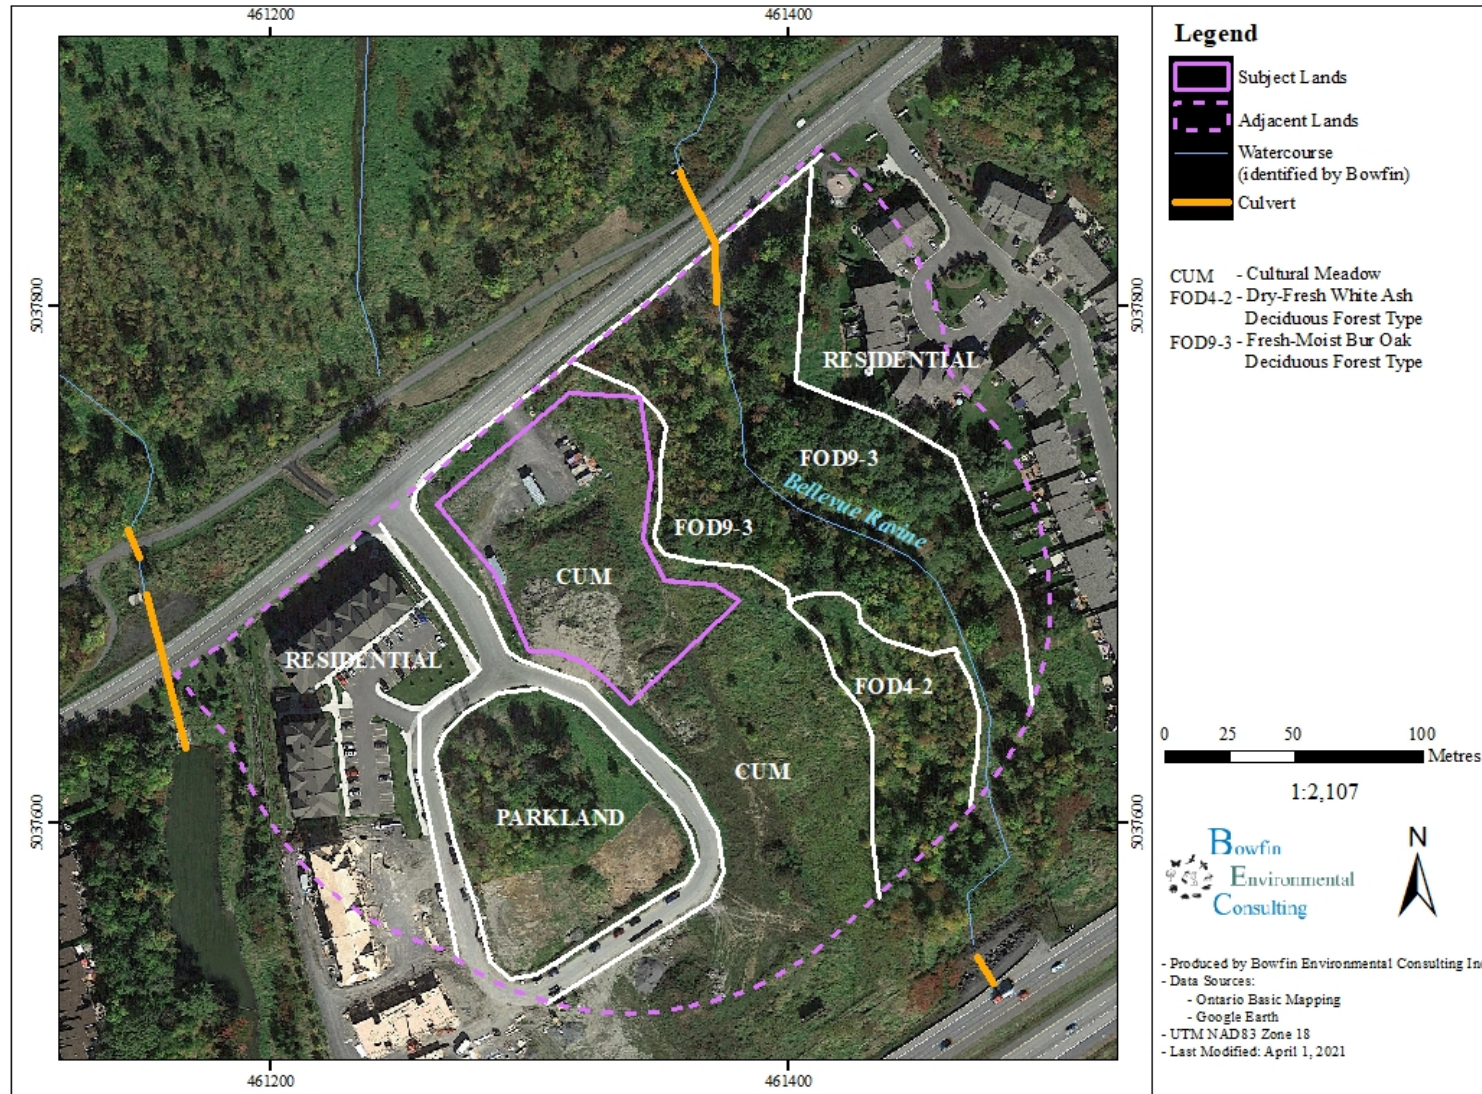 461200
461400
5037800
5037800
5037600
5037600
461200
461400
RESIDENTIAL
FOD9-3
Bellevue Ravine
FOD9-3
CUM
RESIDENTIAL
FOD4-2
CUM
PARKLAND
Legend
Subject Lands
Adjacent Lands
Watercourse
(identified by Bowfin)
Culvert
CUM - Cultural Meadow
FOD4-2 - Dry-Fresh White Ash
Deciduous Forest Type
FOD9-3 - Fresh-Moist Bur Oak
Deciduous Forest Type
0 25 50 100
Metres
1:2,107
Bowfin
Environmental
Consulting
N
- Produced by Bowfin Environmental Consulting In
- Data Sources:
- Ontario Basic Mapping
- Google Earth
- UTM NAD83 Zone 18
- Last Modified: April 1, 2021